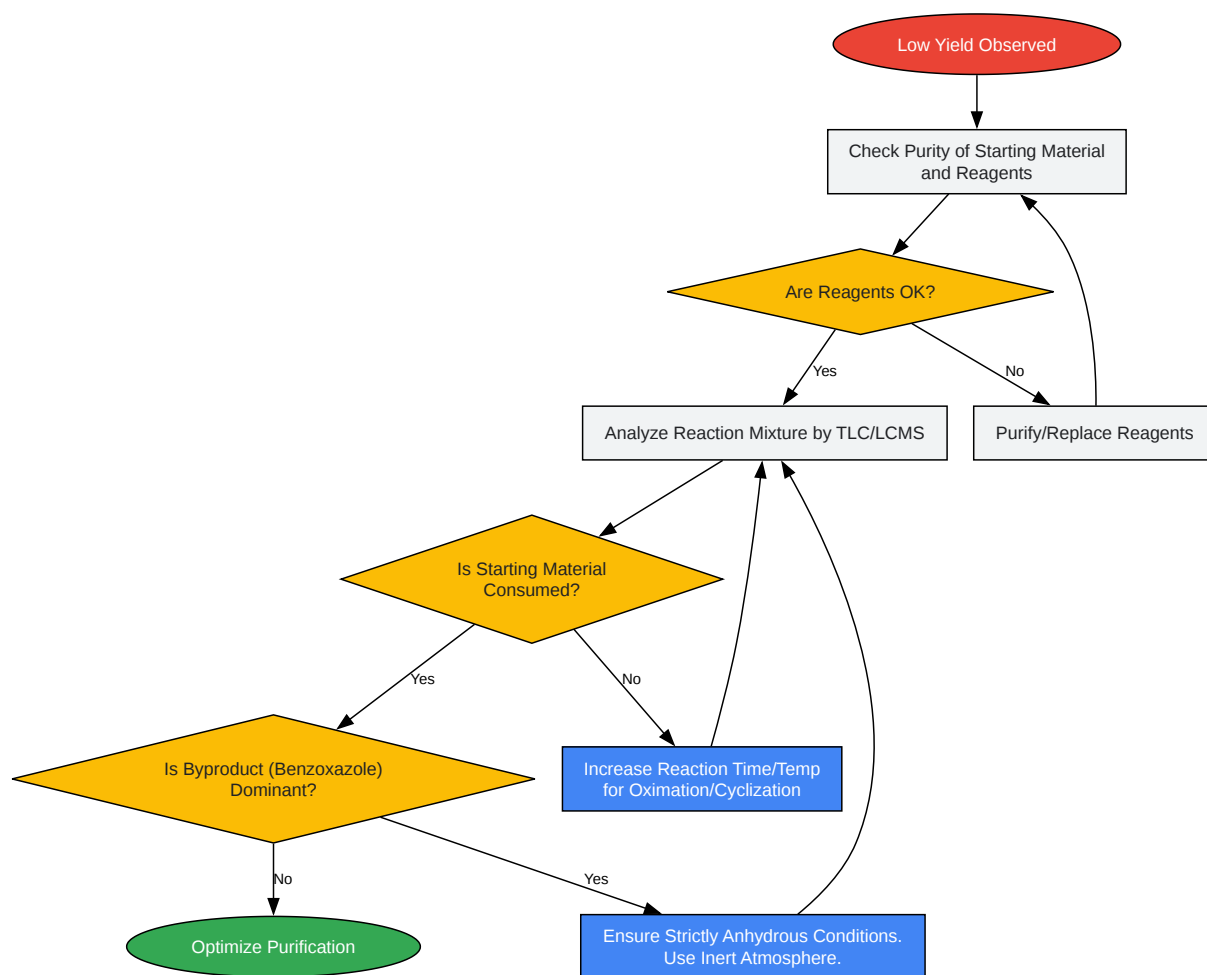 Low Yield Observed
Check Purity of Starting Material
and Reagents
Are Reagents OK?
Yes
No
Analyze Reaction Mixture by TLC/LCMS
Purify/Replace Reagents
Is Starting Material
Consumed?
Yes
No
Is Byproduct (Benzoxazole)
Dominant?
Increase Reaction Time/Temp
for Oximation/Cyclization
No
Yes
Optimize Purification
Ensure Strictly Anhydrous Conditions.
Use Inert Atmosphere.